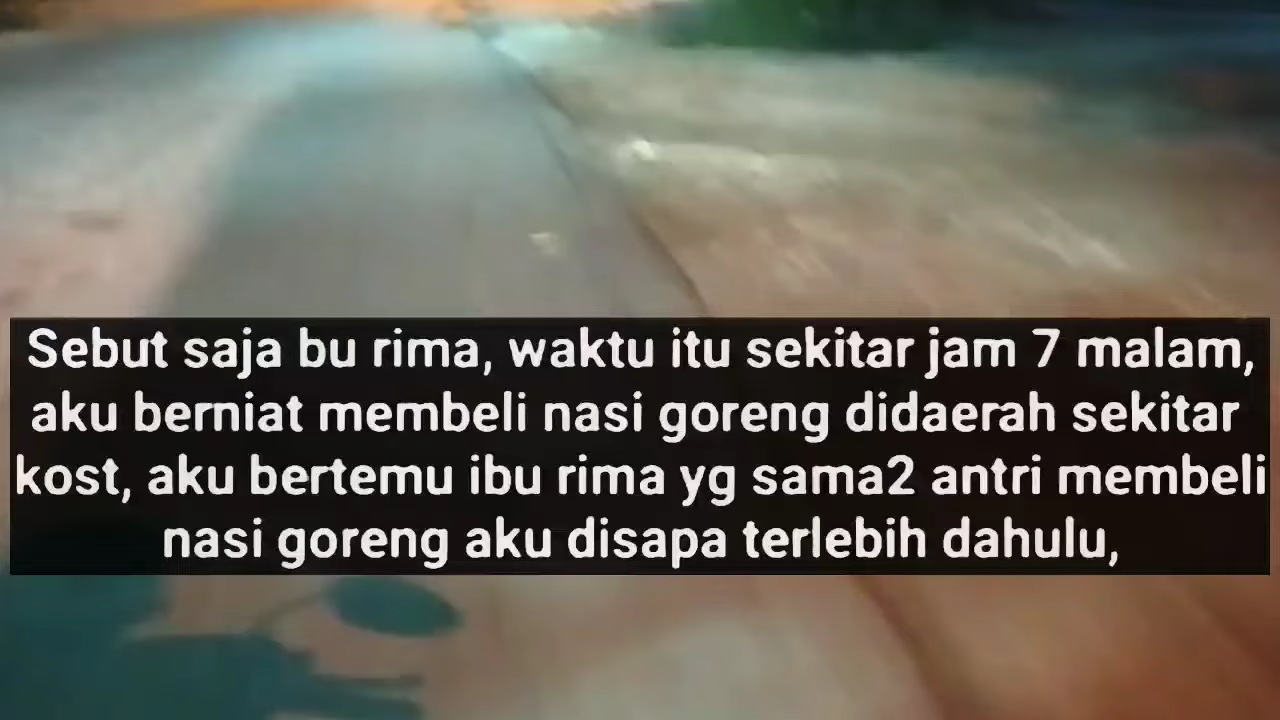 Sebut saja bu rima, waktu itu sekitar jam 7 malam,
aku berniat membeli nasi goreng didaerah sekitar
kost, aku bertemu ibu rima yg sama2 antri membeli
nasi goreng aku disapa terlebih dahulu,